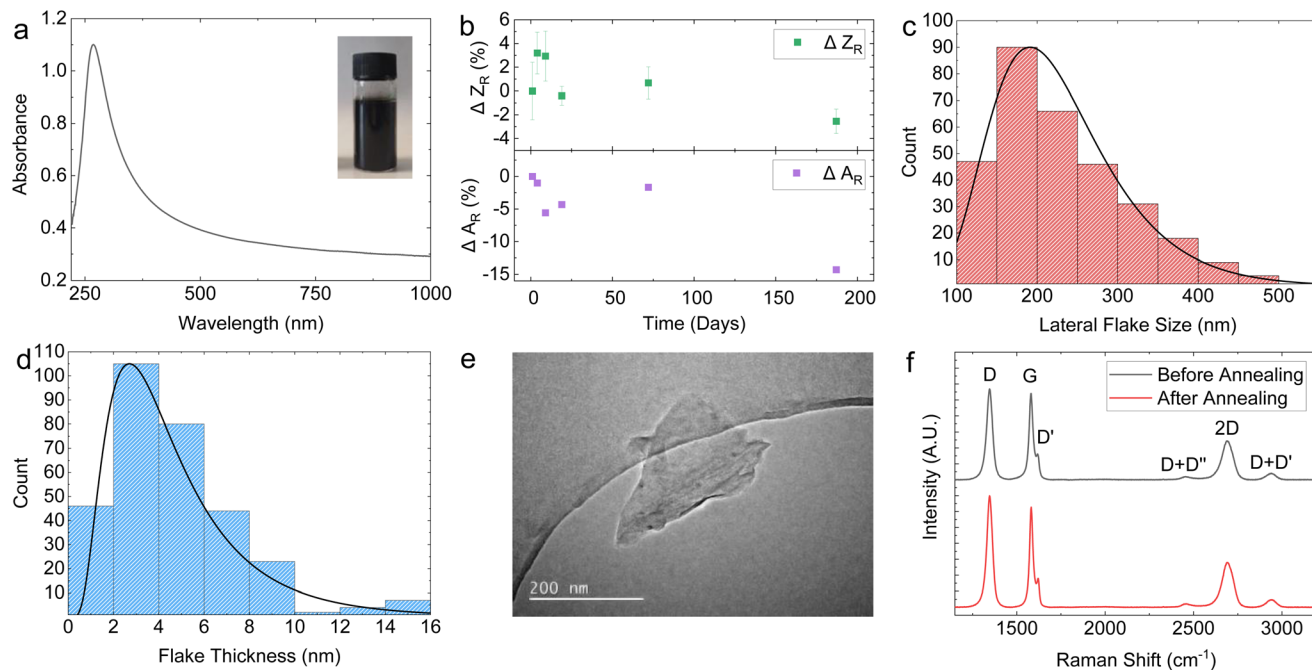 a
1.2
1.0
0.8
0.6
0.4
0.2
Absorbance
250
500
750
1000
Wavelength (nm)
b
6
4
2
0
-2
-4
Δ Z_R (%)
Δ Z_R (%)
0
-5
-10
-15
Δ A_R (%)
Δ A_R (%)
0
50
100
150
200
Time (Days)
c
100
90
80
70
60
50
40
30
20
10
Count
100
200
300
400
500
Lateral Flake Size (nm)
d
110
100
90
80
70
60
50
40
30
20
10
Count
0
2
4
6
8
10
12
14
16
Flake Thickness (nm)
e
200 nm
f
Before Annealing
After Annealing
D
G
D'
D+D''
2D
D+D'
Intensity (A.U.)
1500
2000
2500
3000
Raman Shift (cm⁻¹)